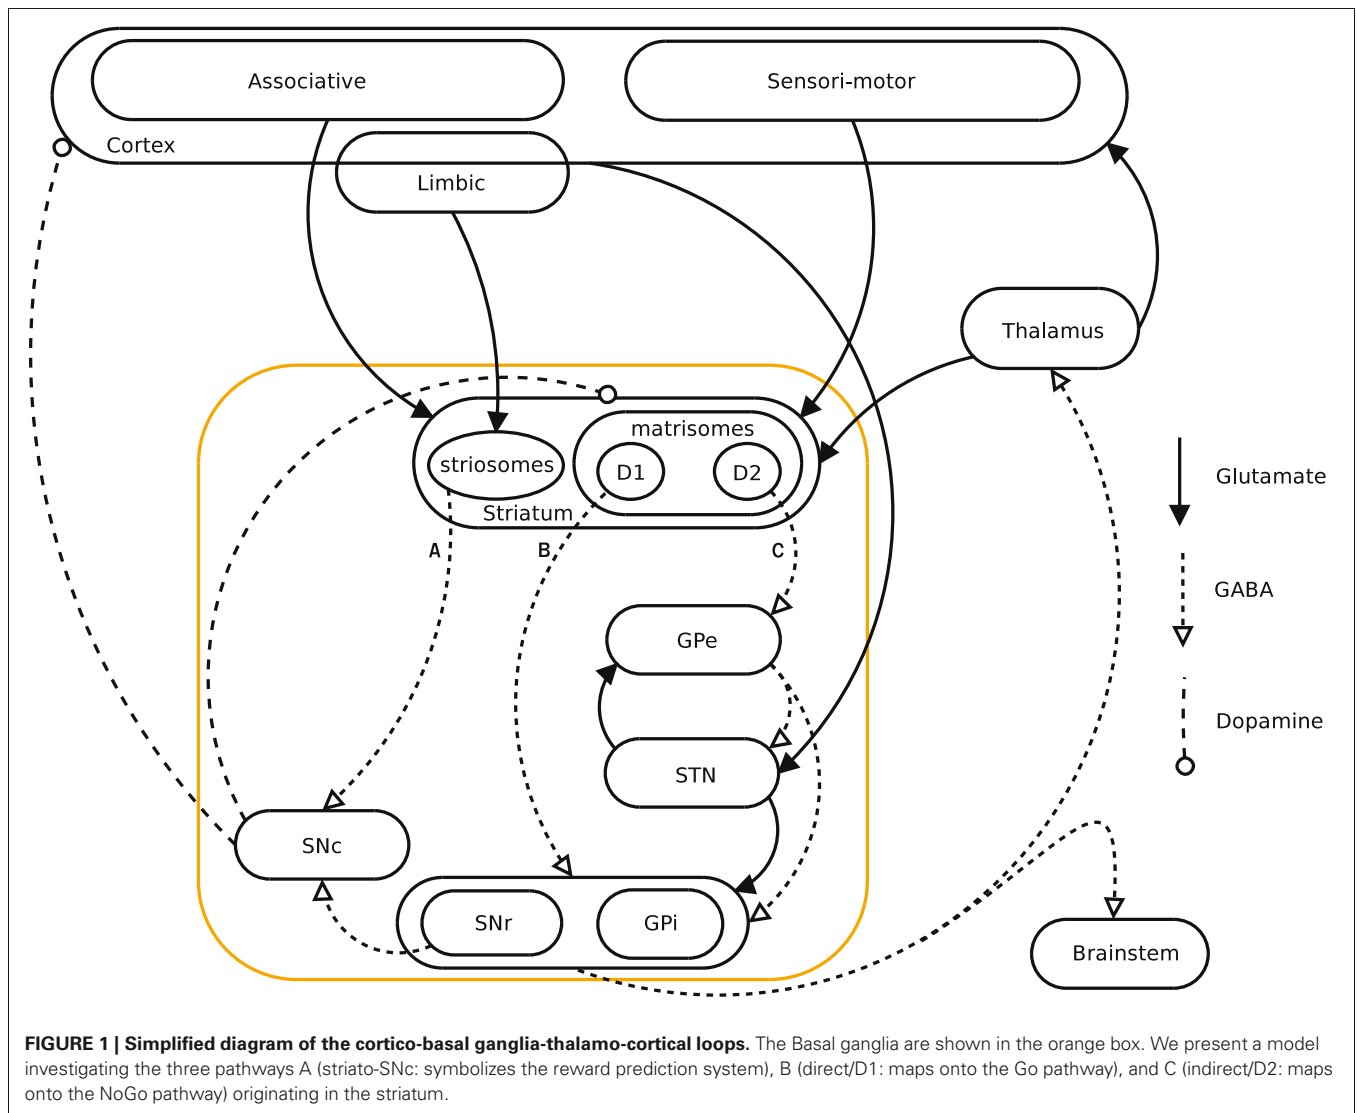 Associative
Sensori-motor
Cortex
Limbic
Thalamus
matrisomes
striosomes
D1
D2
Striatum
A
B
C
Glutamate
GABA
Dopamine
GPe
STN
SNc
SNr
GPi
Brainstem
FIGURE 1 | Simplified diagram of the cortico-basal ganglia-thalamo-cortical loops. The Basal ganglia are shown in the orange box. We present a model
investigating the three pathways A (striato-SNc: symbolizes the reward prediction system), B (direct/D1: maps onto the Go pathway), and C (indirect/D2: maps
onto the NoGo pathway) originating in the striatum.